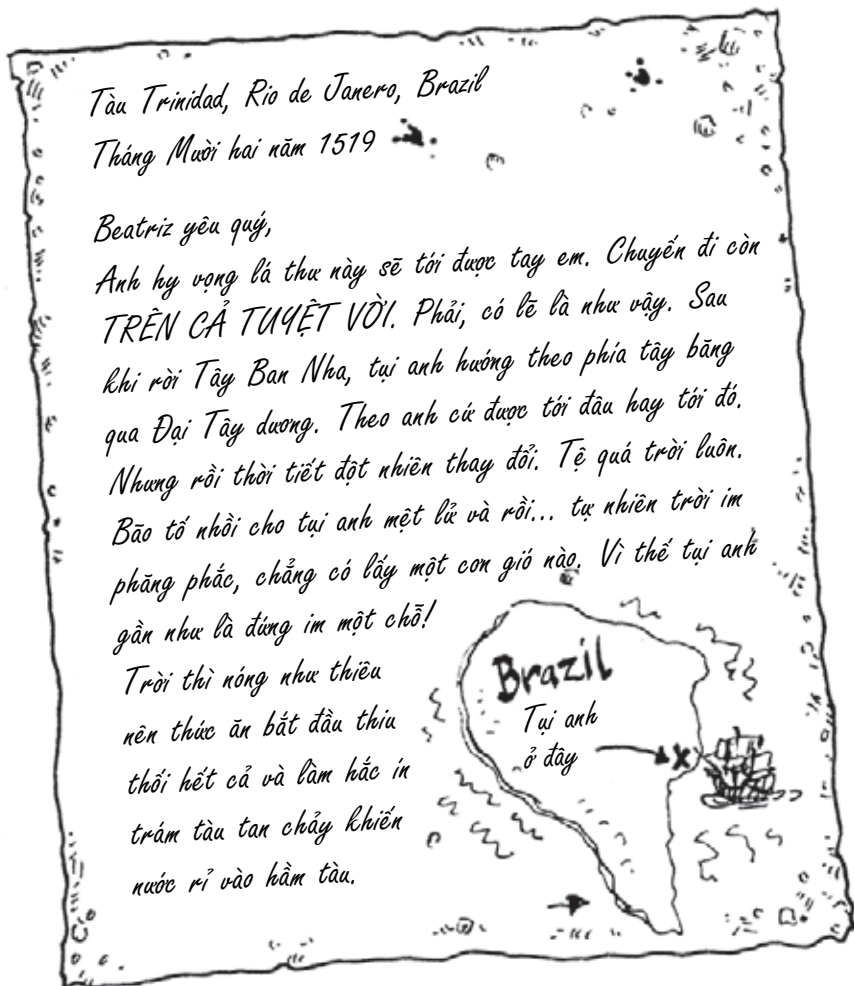 Tàu Trinidad, Rio de Janero, Brazil
Tháng Mười hai năm 1519
Beatriz yêu quý,
Anh hy vọng lá thư này sẽ tới được tay em. Chuyến đi còn
TRÊN CẢ TUYỆT VỜI. Phải, có lẽ là như vậy. Sau
khi rời Tây Ban Nha, tụi anh hướng theo phía tây băng
qua Đại Tây dương. Theo anh cứ được tới đâu hay tới đó.
Nhưng rồi thời tiết đột nhiên thay đổi. Tệ quá trời luôn.
Bão tố nhồi cho tụi anh mệt lử và rồi... tự nhiên trời im
phăng phắc, chẳng có lấy một cơn gió nào. Vì thế tụi anh
gần như là đứng im một chỗ!
Trời thì nóng như thiêu
nên thức ăn bắt đầu thiu
thối hết cả và làm hắc ín
trám tàu tan chảy khiến
nước rỉ vào hầm tàu.
Brazil
Tụi anh
ở đây